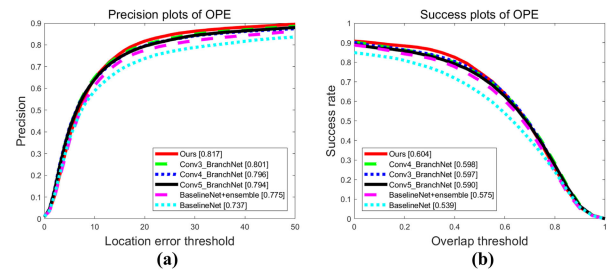 Precision plots of OPE
0.9
0.8
0.7
0.6
0.5
0.4
0.3
0.2
0.1
0
Precision
Ours [0.817]
Conv3_BranchNet [0.801]
Conv4_BranchNet [0.796]
Conv5_BranchNet [0.794]
BaselineNet+ensemble [0.775]
BaselineNet [0.737]
0 10 20 30 40 50
Location error threshold
(a)
Success plots of OPE
1
0.9
0.8
0.7
0.6
0.5
0.4
0.3
0.2
0.1
0
Success rate
Ours [0.604]
Conv4_BranchNet [0.598]
Conv3_BranchNet [0.597]
Conv5_BranchNet [0.590]
BaselineNet+ensemble [0.575]
BaselineNet [0.539]
0 0.2 0.4 0.6 0.8 1
Overlap threshold
(b)